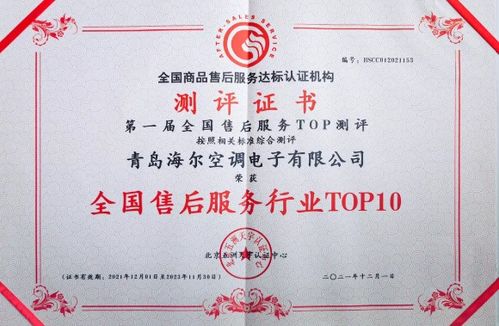 AFTER-SALES SERVICE
编号:BSCC012021153
全国商品售后服务达标认证机构
测评证书
第一届全国售后服务TOP测评
按照相关标准综合测评
青岛海尔空调电子有限公司
荣获
全国售后服务行业TOP10
北京五洲天宇认证中心
(证书有效期:2021年12月01日至2023年11月30日)
二〇二一年十二月一日